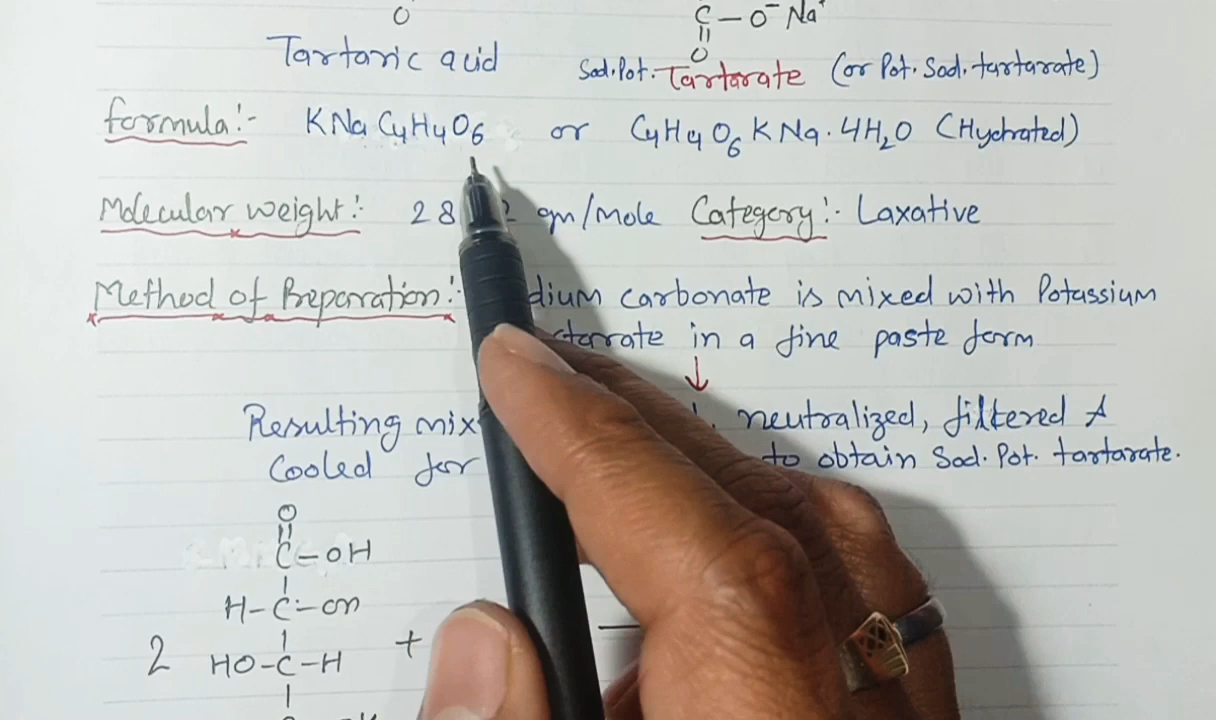 O
C – O⁻ Na⁺
||
O
Tartaric acid
Sod. Pot. Tartarate (or Pot. Sod. tartarate)
formula:- KNaC4H4O6 or C4H4O6KNa. 4H2O (Hydrated)
Molecular weight:- 28 2 gm/mole Category:- Laxative
Method of Preparation:- dium carbonate is mixed with Potassium
tarate in a fine paste form
↓
Resulting mix neutralized, filtered &
Cooled for to obtain Sod. Pot. tartarate.
O
||
C–OH
|
H–C–OH
|
2 HO–C–H +
|